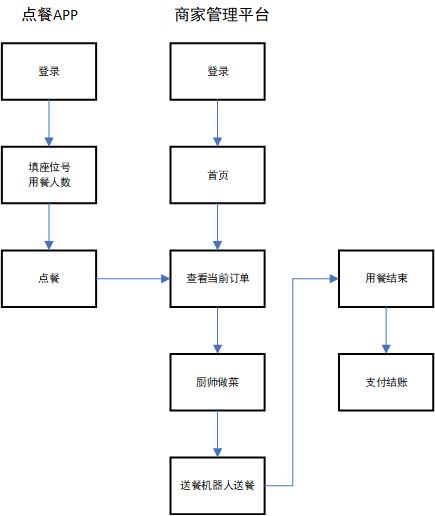 点餐APP
商家管理平台
登录
登录
填座位号
用餐人数
首页
点餐
查看当前订单
用餐结束
厨师做菜
支付结账
送餐机器人送餐